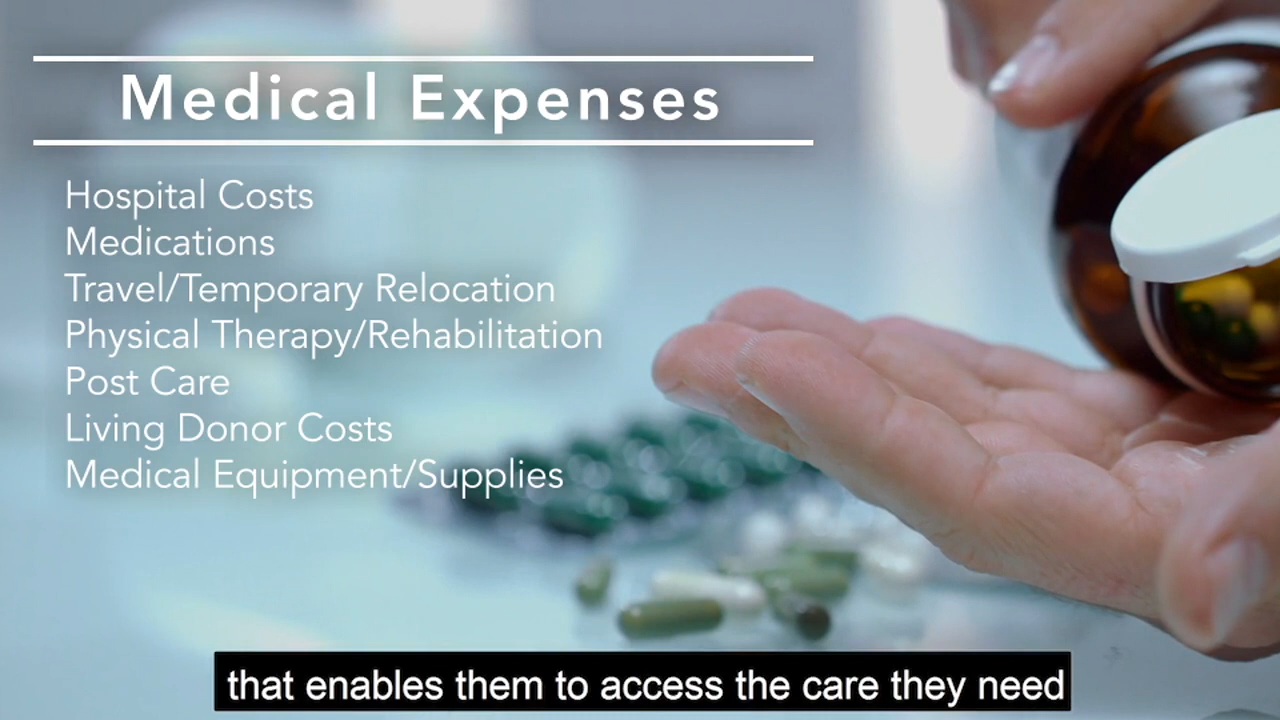 Medical Expenses
Hospital Costs
Medications
Travel/Temporary Relocation
Physical Therapy/Rehabilitation
Post Care
Living Donor Costs
Medical Equipment/Supplies
that enables them to access the care they need